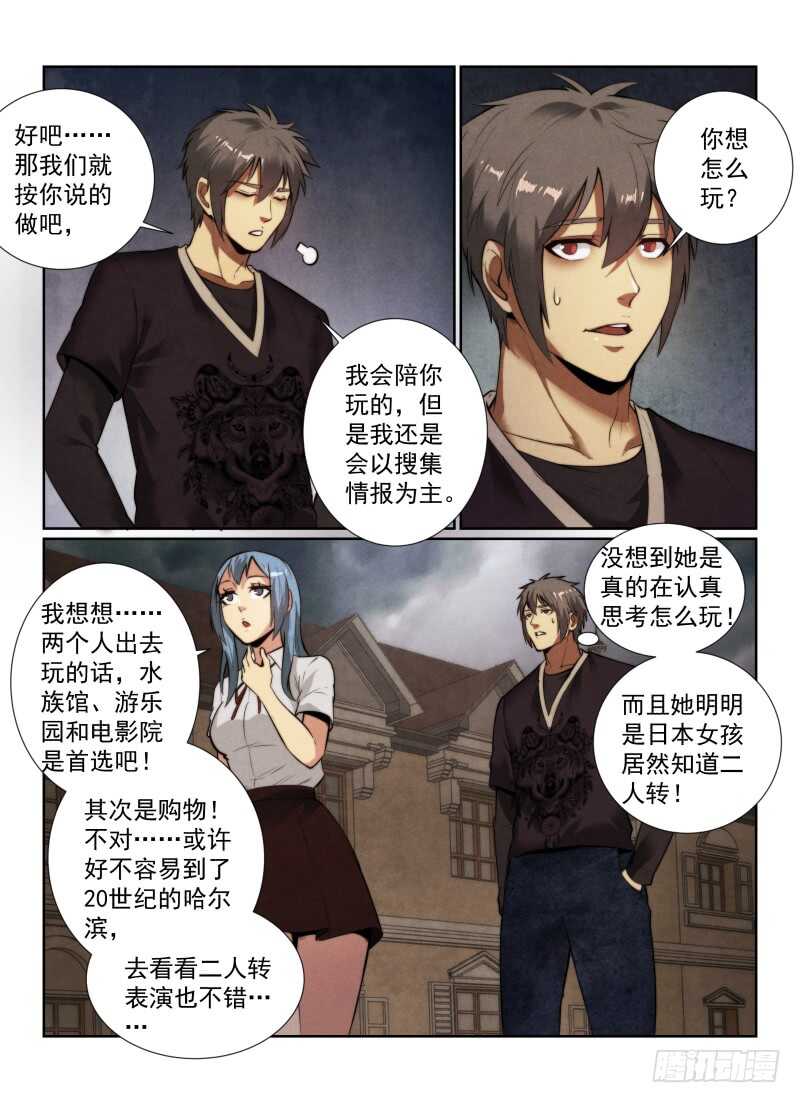 好吧……
那我们就
按你说的
做吧，
我会陪你
玩的，但
是我还是
会以搜集
情报为主。
你想
怎么
玩？
我想想……
两个人出去
玩的话，水
族馆、游乐
园和电影院
是首选吧！
其次是购物！
不对……或许
好不容易到了
20世纪的哈尔
滨，
去看看二人转
表演也不错…
…
没想到她是
真的在认真
思考怎么玩！
而且她明明
是日本女孩
居然知道二
人转！
腾讯动漫